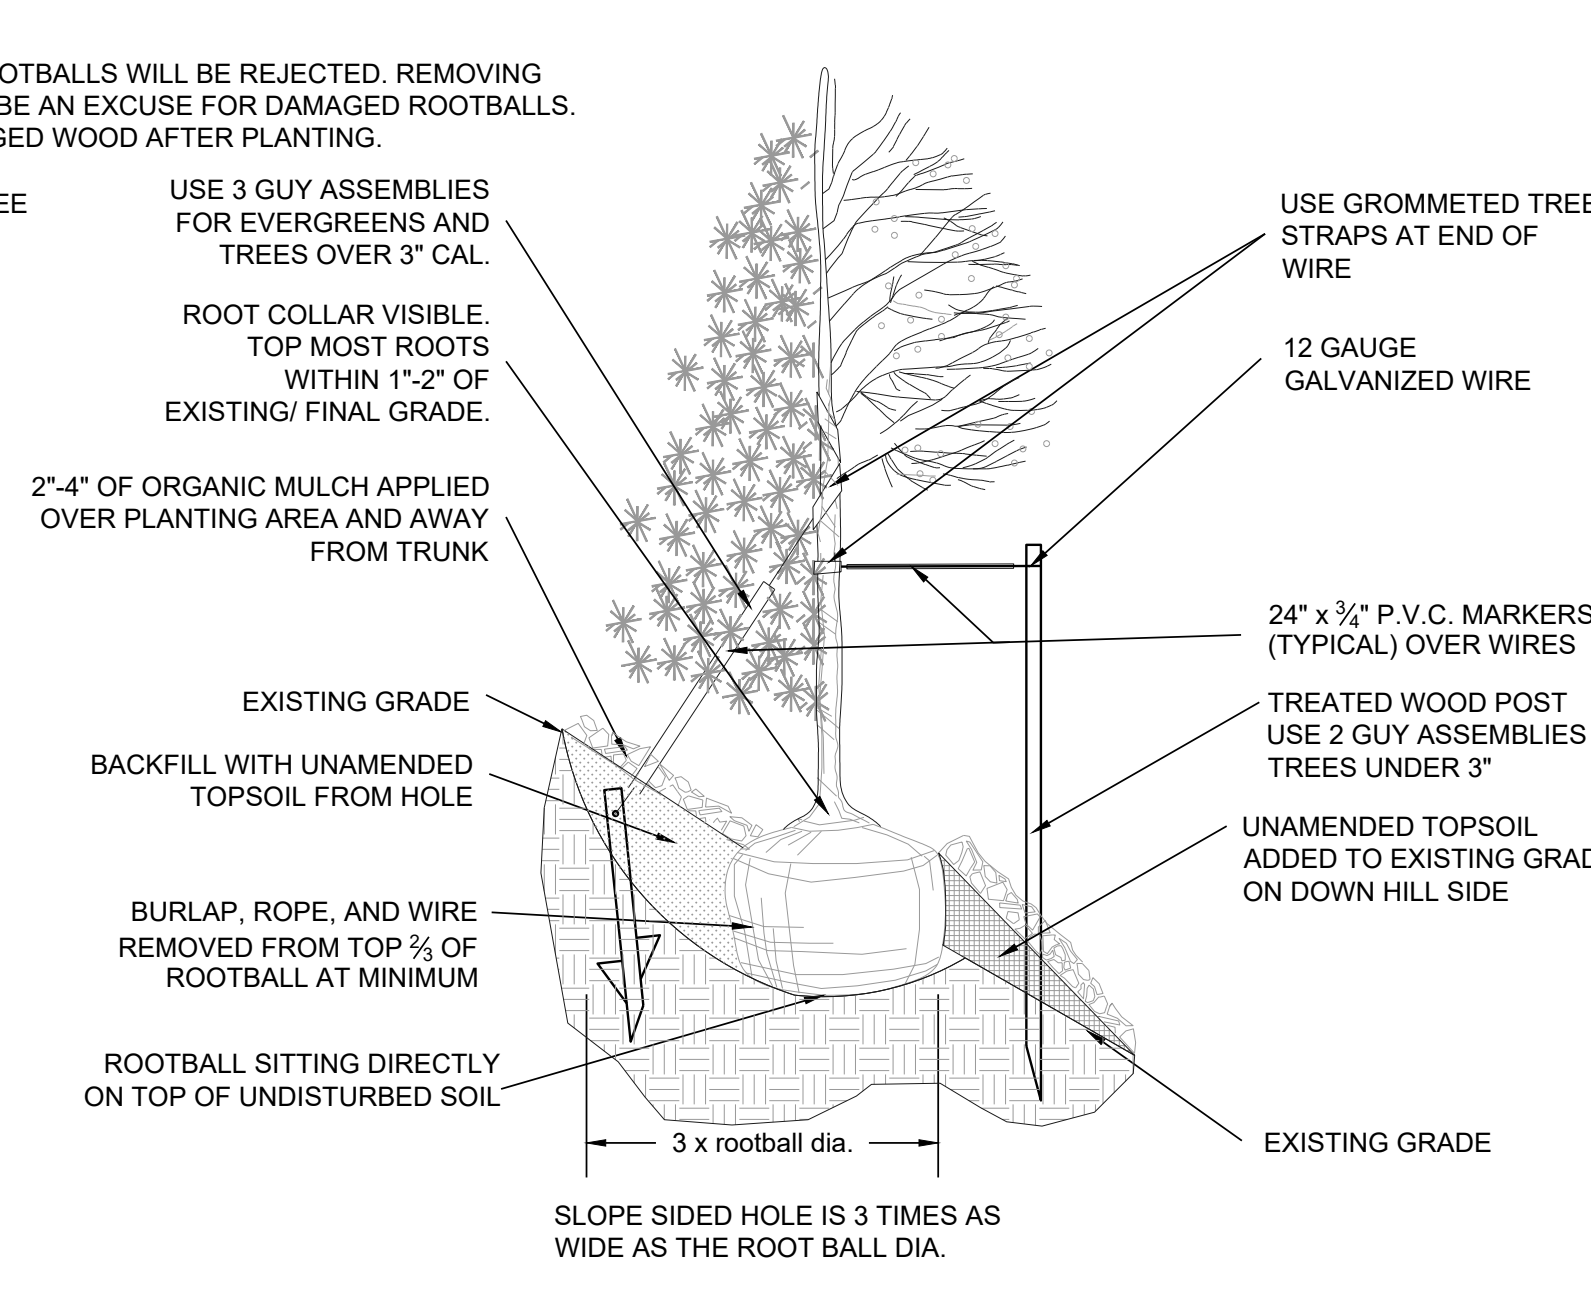 OTBALLS WILL BE REJECTED. REMOVING
BE AN EXCUSE FOR DAMAGED ROOTBALLS.
GED WOOD AFTER PLANTING.
EE
USE 3 GUY ASSEMBLIES
FOR EVERGREENS AND
TREES OVER 3" CAL.
ROOT COLLAR VISIBLE.
TOP MOST ROOTS
WITHIN 1"-2" OF
EXISTING/ FINAL GRADE.
2"-4" OF ORGANIC MULCH APPLIED
OVER PLANTING AREA AND AWAY
FROM TRUNK
EXISTING GRADE
BACKFILL WITH UNAMENDED
TOPSOIL FROM HOLE
BURLAP, ROPE, AND WIRE
REMOVED FROM TOP ⅔ OF
ROOTBALL AT MINIMUM
ROOTBALL SITTING DIRECTLY
ON TOP OF UNDISTURBED SOIL
USE GROMMETED TREE
STRAPS AT END OF
WIRE
12 GAUGE
GALVANIZED WIRE
24" x ¾" P.V.C. MARKERS
(TYPICAL) OVER WIRES
TREATED WOOD POST
USE 2 GUY ASSEMBLIES
TREES UNDER 3"
UNAMENDED TOPSOIL
ADDED TO EXISTING GRAD
ON DOWN HILL SIDE
EXISTING GRADE
3 x rootball dia.
SLOPE SIDED HOLE IS 3 TIMES AS
WIDE AS THE ROOT BALL DIA.